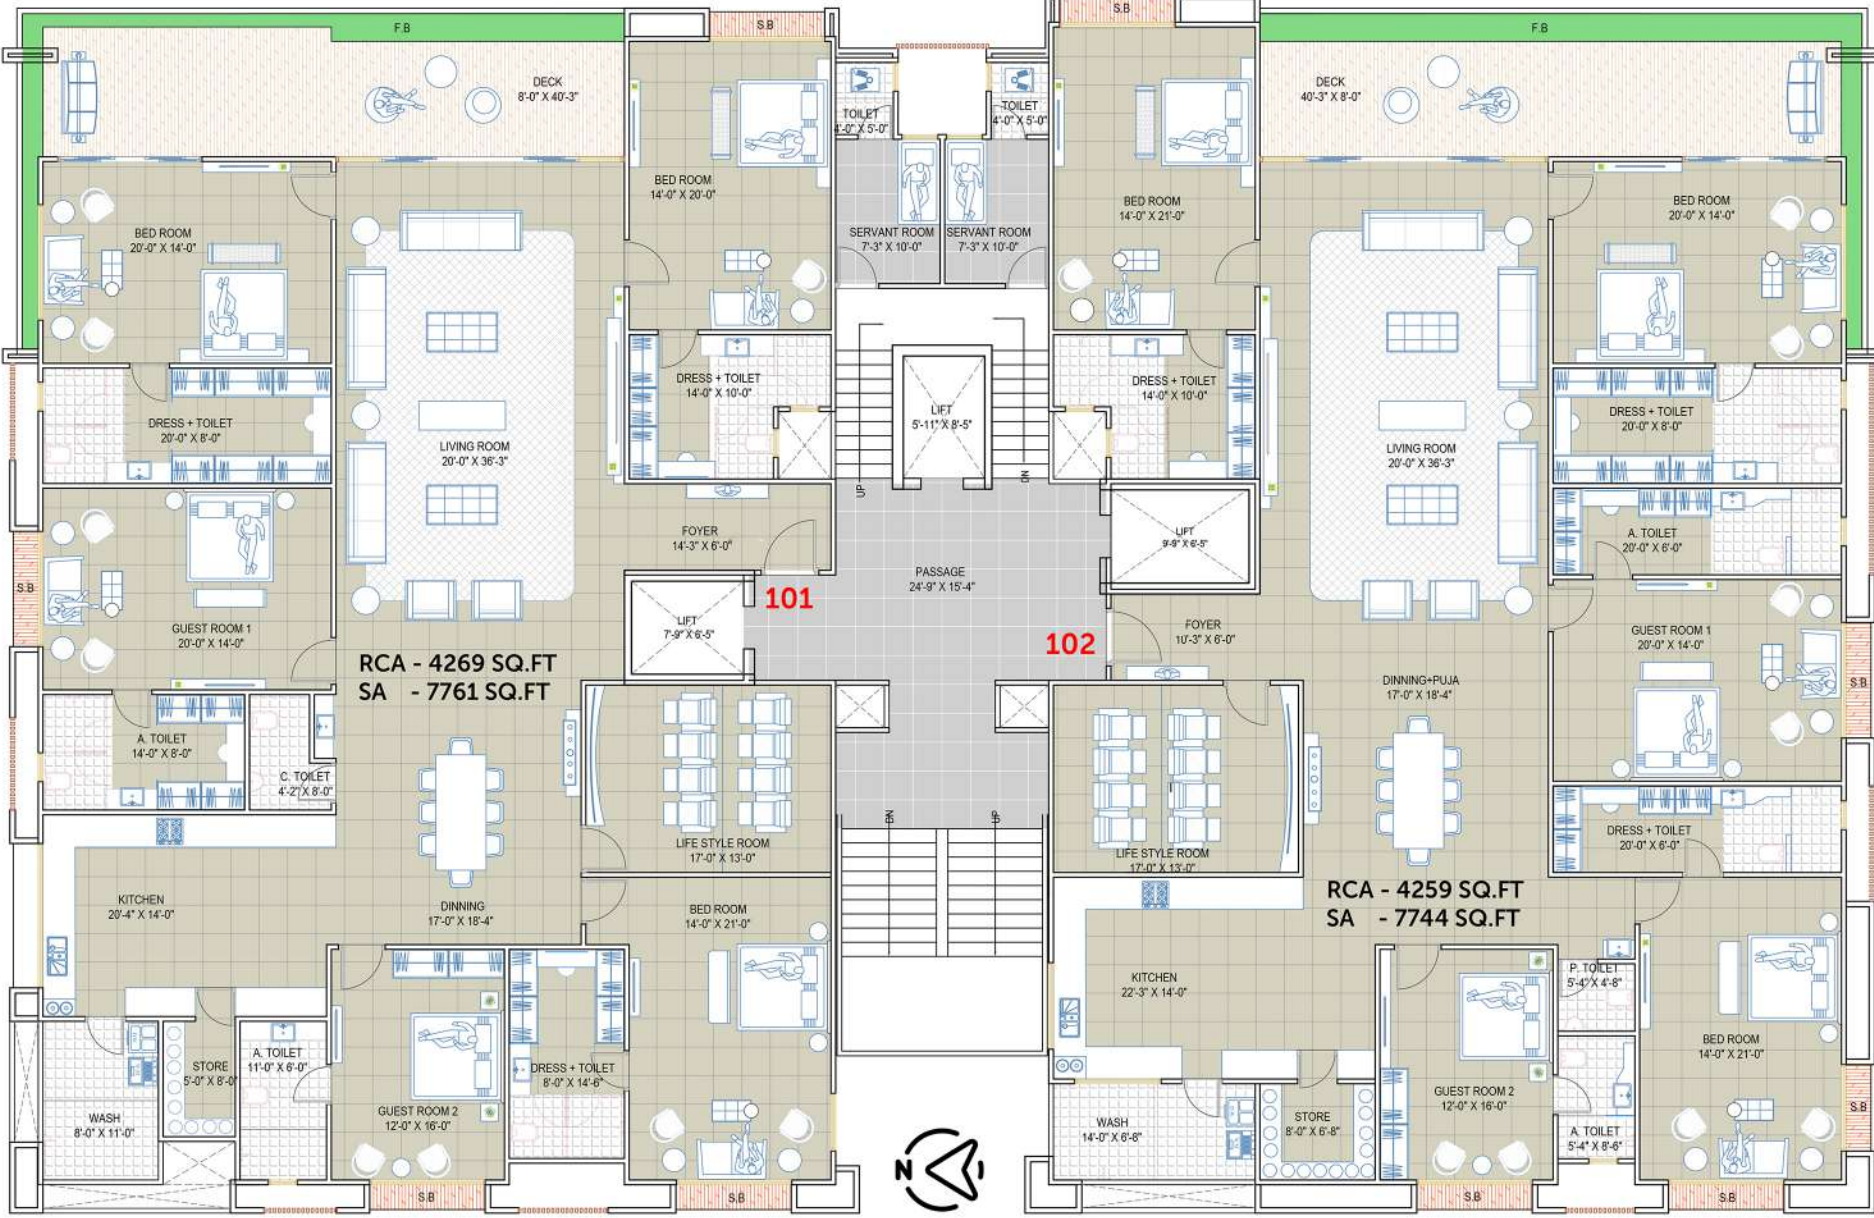 S.B
S.B
F.B
F.B
DECK
8'-0" X 40'-3"
DECK
40'-3" X 8'-0"
TOILET
4'-0" X 5'-0"
TOILET
4'-0" X 5'-0"
BED ROOM
14'-0" X 20'-0"
BED ROOM
14'-0" X 21'-0"
BED ROOM
20'-0" X 14'-0"
BED ROOM
20'-0" X 14'-0"
SERVANT ROOM
7'-3" X 10'-0"
SERVANT ROOM
7'-3" X 10'-0"
DRESS + TOILET
14'-0" X 10'-0"
DRESS + TOILET
14'-0" X 10'-0"
LIFT
5'-11" X 8'-5"
DRESS + TOILET
20'-0" X 8'-0"
DRESS + TOILET
20'-0" X 8'-0"
LIVING ROOM
20'-0" X 36'-3"
LIVING ROOM
20'-0" X 36'-3"
UP
DN
FOYER
14'-3" X 6'-0"
LIFT
9'-9" X 6'-5"
A. TOILET
20'-0" X 6'-0"
PASSAGE
24'-9" X 15'-4"
S.B
101
LIFT
7'-9" X 6'-5"
102
FOYER
10'-3" X 6'-0"
GUEST ROOM 1
20'-0" X 14'-0"
GUEST ROOM 1
20'-0" X 14'-0"
RCA - 4269 SQ.FT
SA - 7761 SQ.FT
DINNING+PUJA
17'-0" X 18'-4"
S.B
A. TOILET
14'-0" X 8'-0"
C. TOILET
4'-2" X 8'-0"
DN
UP
LIFE STYLE ROOM
17'-0" X 13'-0"
LIFE STYLE ROOM
17'-0" X 13'-0"
DRESS + TOILET
20'-0" X 6'-0"
RCA - 4259 SQ.FT
SA - 7744 SQ.FT
KITCHEN
20'-4" X 14'-0"
DINNING
17'-0" X 18'-4"
BED ROOM
14'-0" X 21'-0"
KITCHEN
22'-3" X 14'-0"
P. TOILET
5'-4" X 4'-8"
BED ROOM
14'-0" X 21'-0"
STORE
5'-0" X 8'-0"
A. TOILET
11'-0" X 6'-0"
DRESS + TOILET
8'-0" X 14'-6"
GUEST ROOM 2
12'-0" X 16'-0"
GUEST ROOM 2
12'-0" X 16'-0"
WASH
8'-0" X 11'-0"
WASH
14'-0" X 6'-8"
STORE
8'-0" X 6'-8"
A. TOILET
5'-4" X 8'-6"
S.B
N
S.B
S.B
S.B
S.B